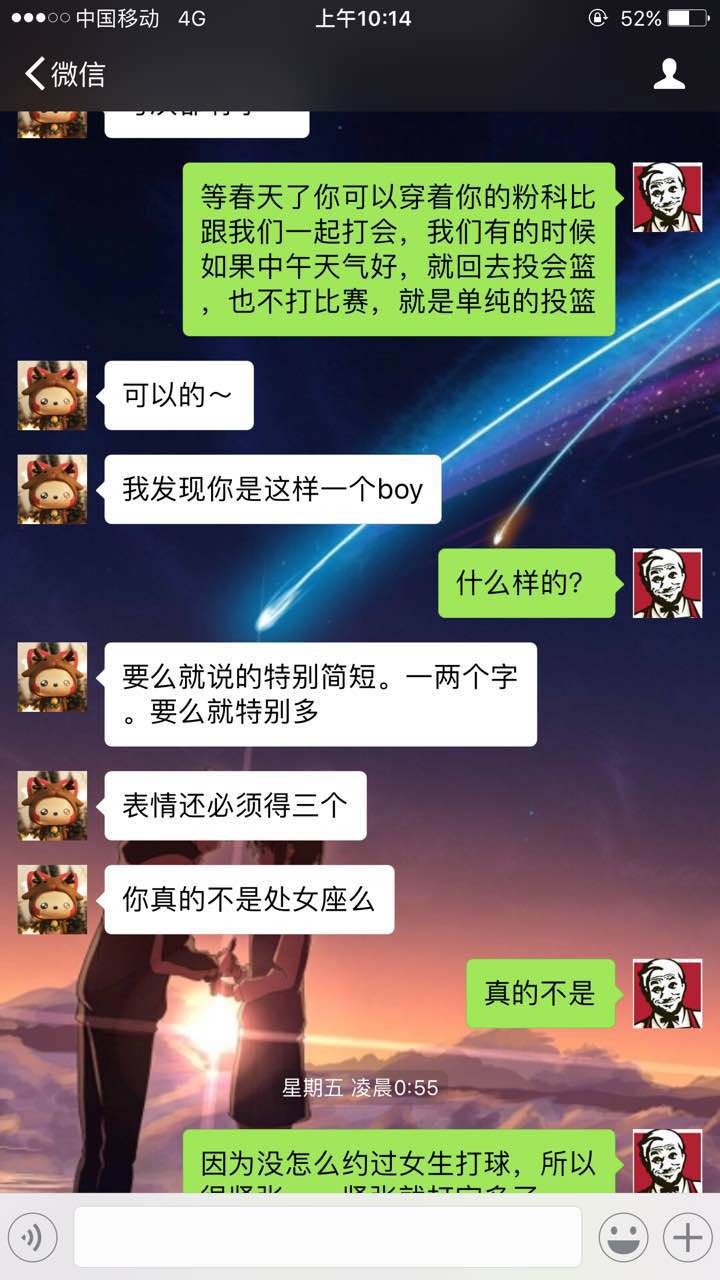 中国移动 4G 上午10:14 52%
微信
等春天了你可以穿着你的粉科比
跟我们一起打会，我们有的时候
如果中午天气好，就回去投会篮
，也不打比赛，就是单纯的投篮
可以的～
我发现你是这样一个boy
什么样的？
要么就说的特别简短。一两个字
。要么就特别多
表情还必须得三个
你真的不是处女座么
真的不是
星期五 凌晨0:55
因为没怎么约过女生打球，所以